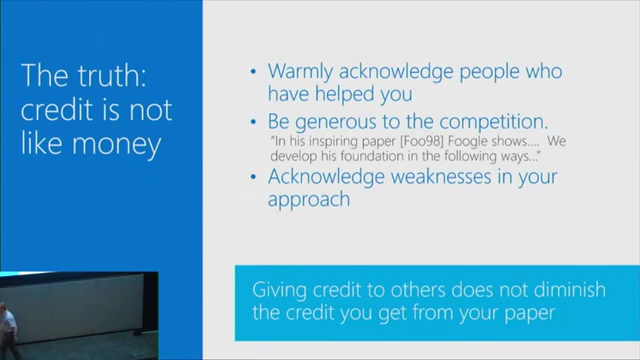 The truth:
credit is not
like money
• Warmly acknowledge people who
have helped you
• Be generous to the competition.
"In his inspiring paper [Foo98] Foogle shows.... We
develop his foundation in the following ways..."
• Acknowledge weaknesses in your
approach
Giving credit to others does not diminish
the credit you get from your paper